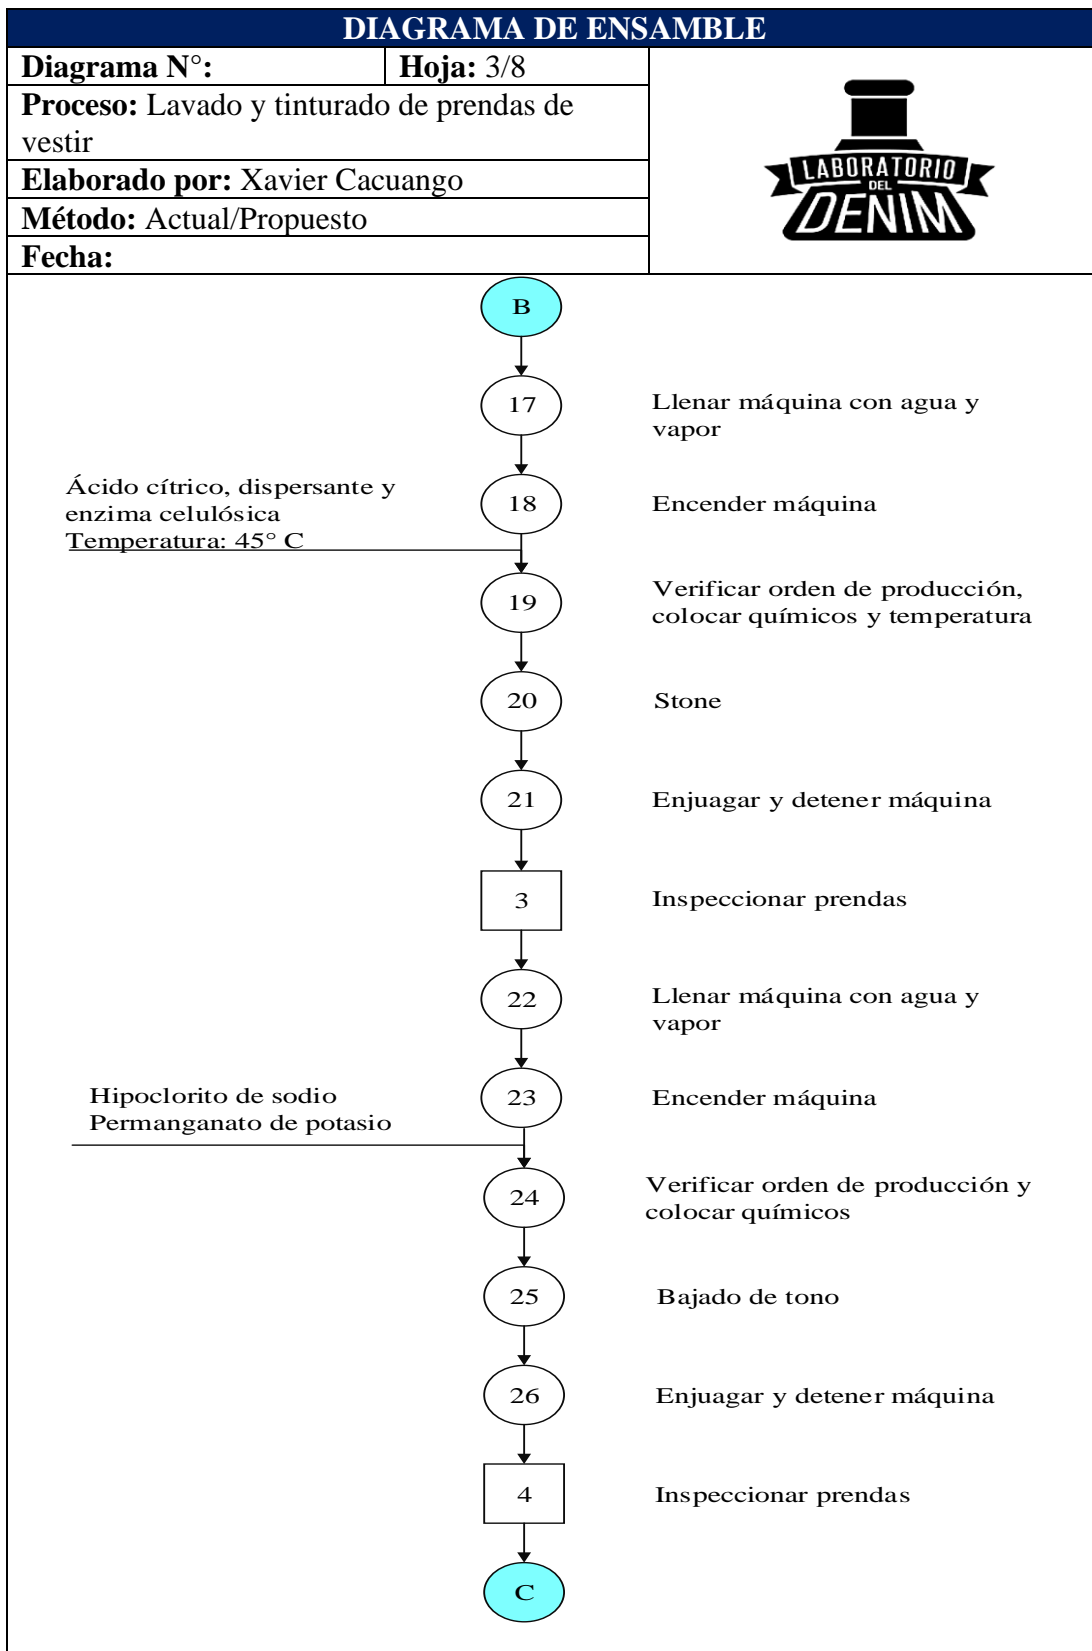 DIAGRAMA DE ENSAMBLE
Diagrama N°:
Hoja: 3/8
Proceso: Lavado y tinturado de prendas de
vestir
Elaborado por: Xavier Cacuango
Método: Actual/Propuesto
Fecha:
LABORATORIO
DEL
DENIM
B
17
Llenar máquina con agua y
vapor
Ácido cítrico, dispersante y
enzima celulósica
Temperatura: 45° C
18
Encender máquina
19
Verificar orden de producción,
colocar químicos y temperatura
20
Stone
21
Enjuagar y detener máquina
3
Inspeccionar prendas
22
Llenar máquina con agua y
vapor
Hipoclorito de sodio
Permanganato de potasio
23
Encender máquina
24
Verificar orden de producción y
colocar químicos
25
Bajado de tono
26
Enjuagar y detener máquina
4
Inspeccionar prendas
C